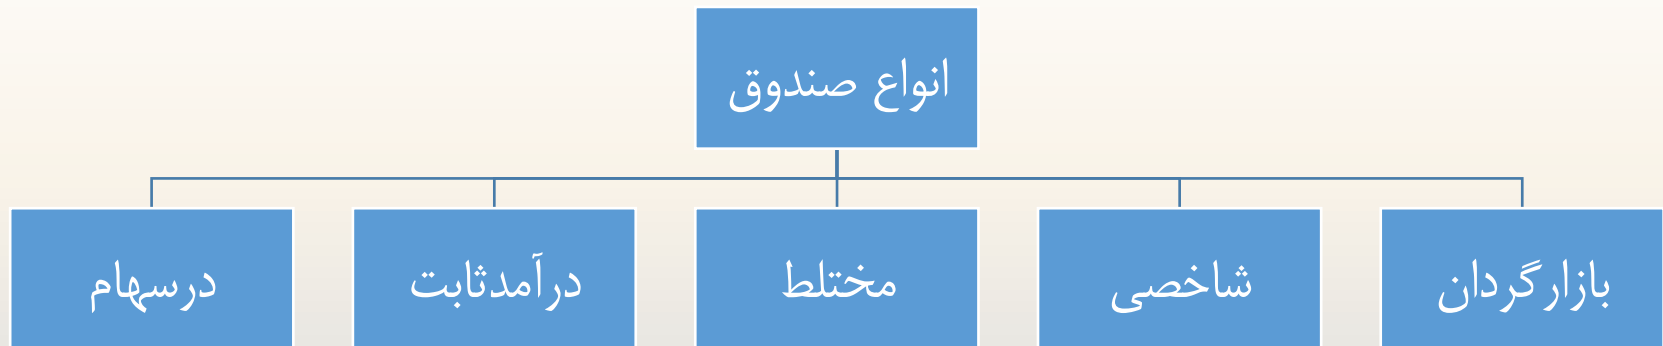 انواع صندوق
بازارگردان
شاخصی
مختلط
درآمدثابت
درسهام